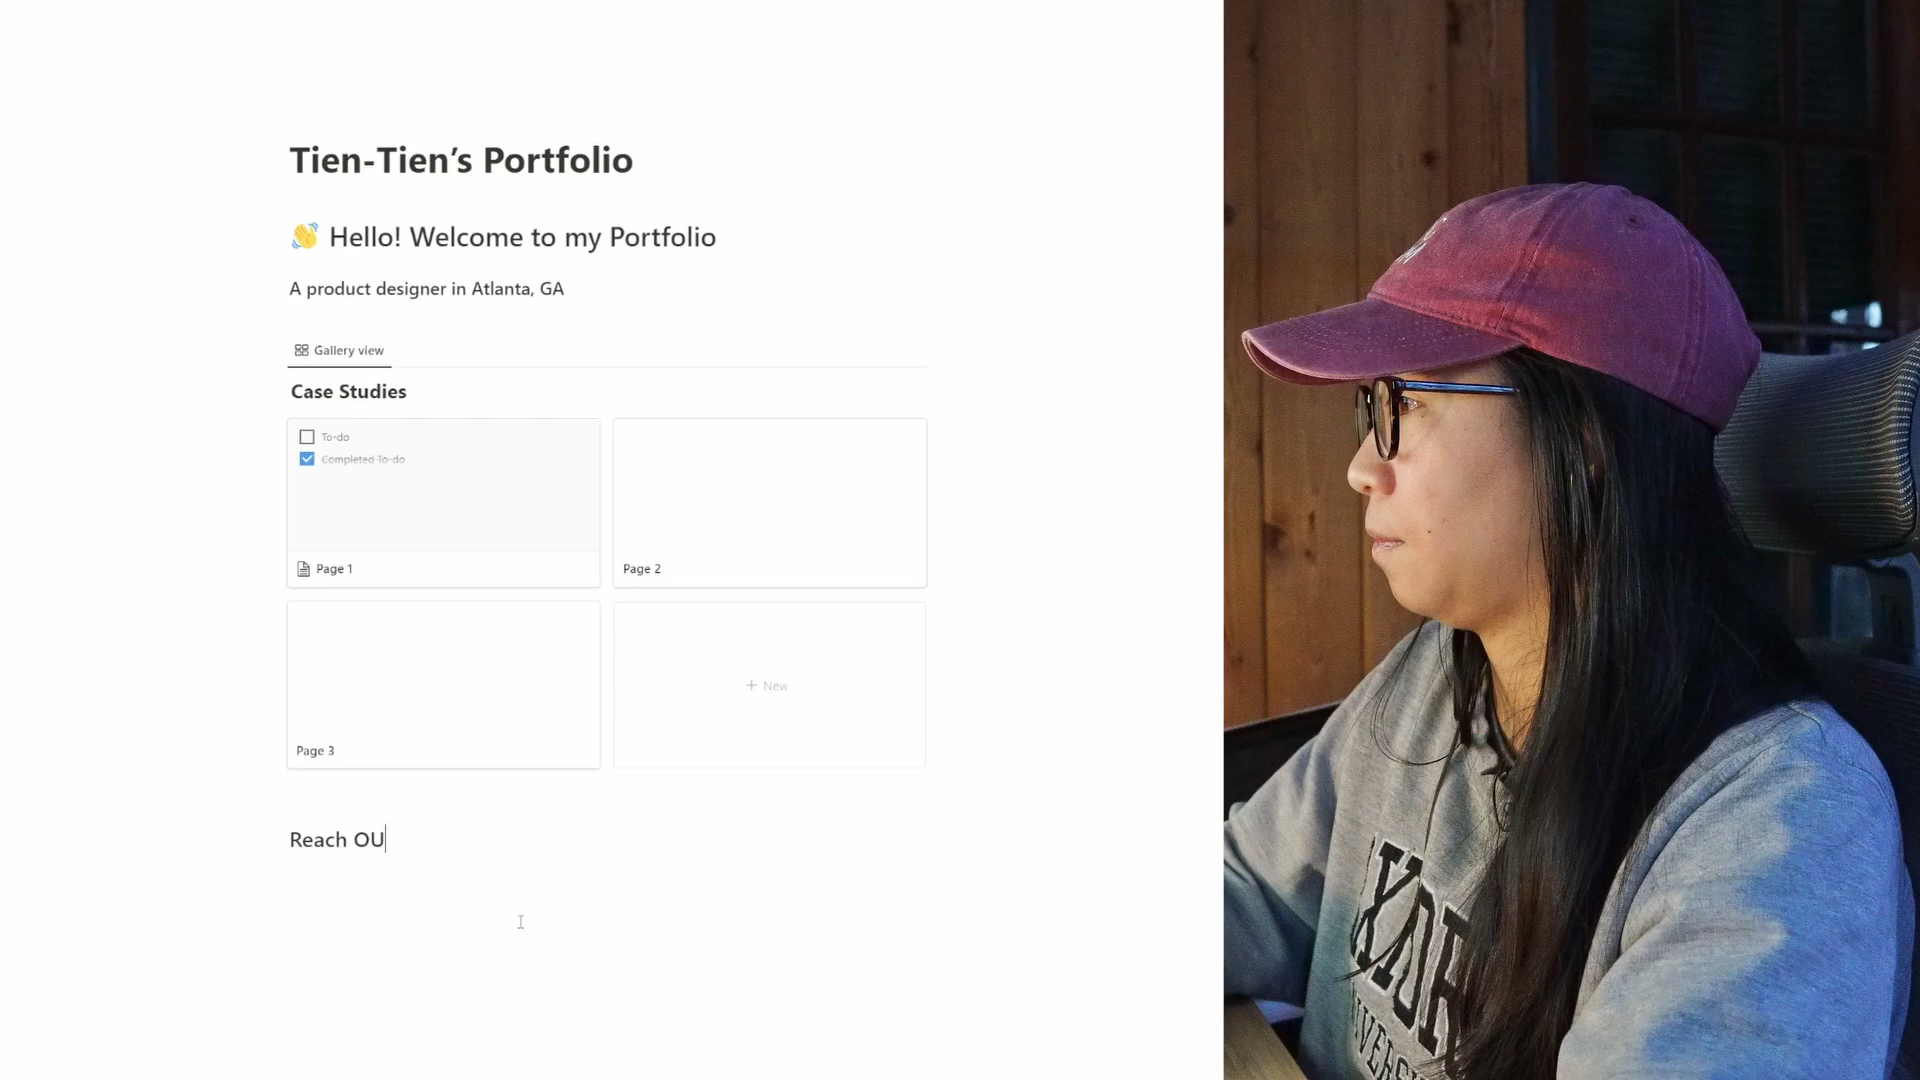 Tien-Tien’s Portfolio
👋 Hello! Welcome to my Portfolio
A product designer in Atlanta, GA
Gallery view
Case Studies
To-do
Completed To-do
Page 1
Page 2
Page 3
+ New
Reach OU